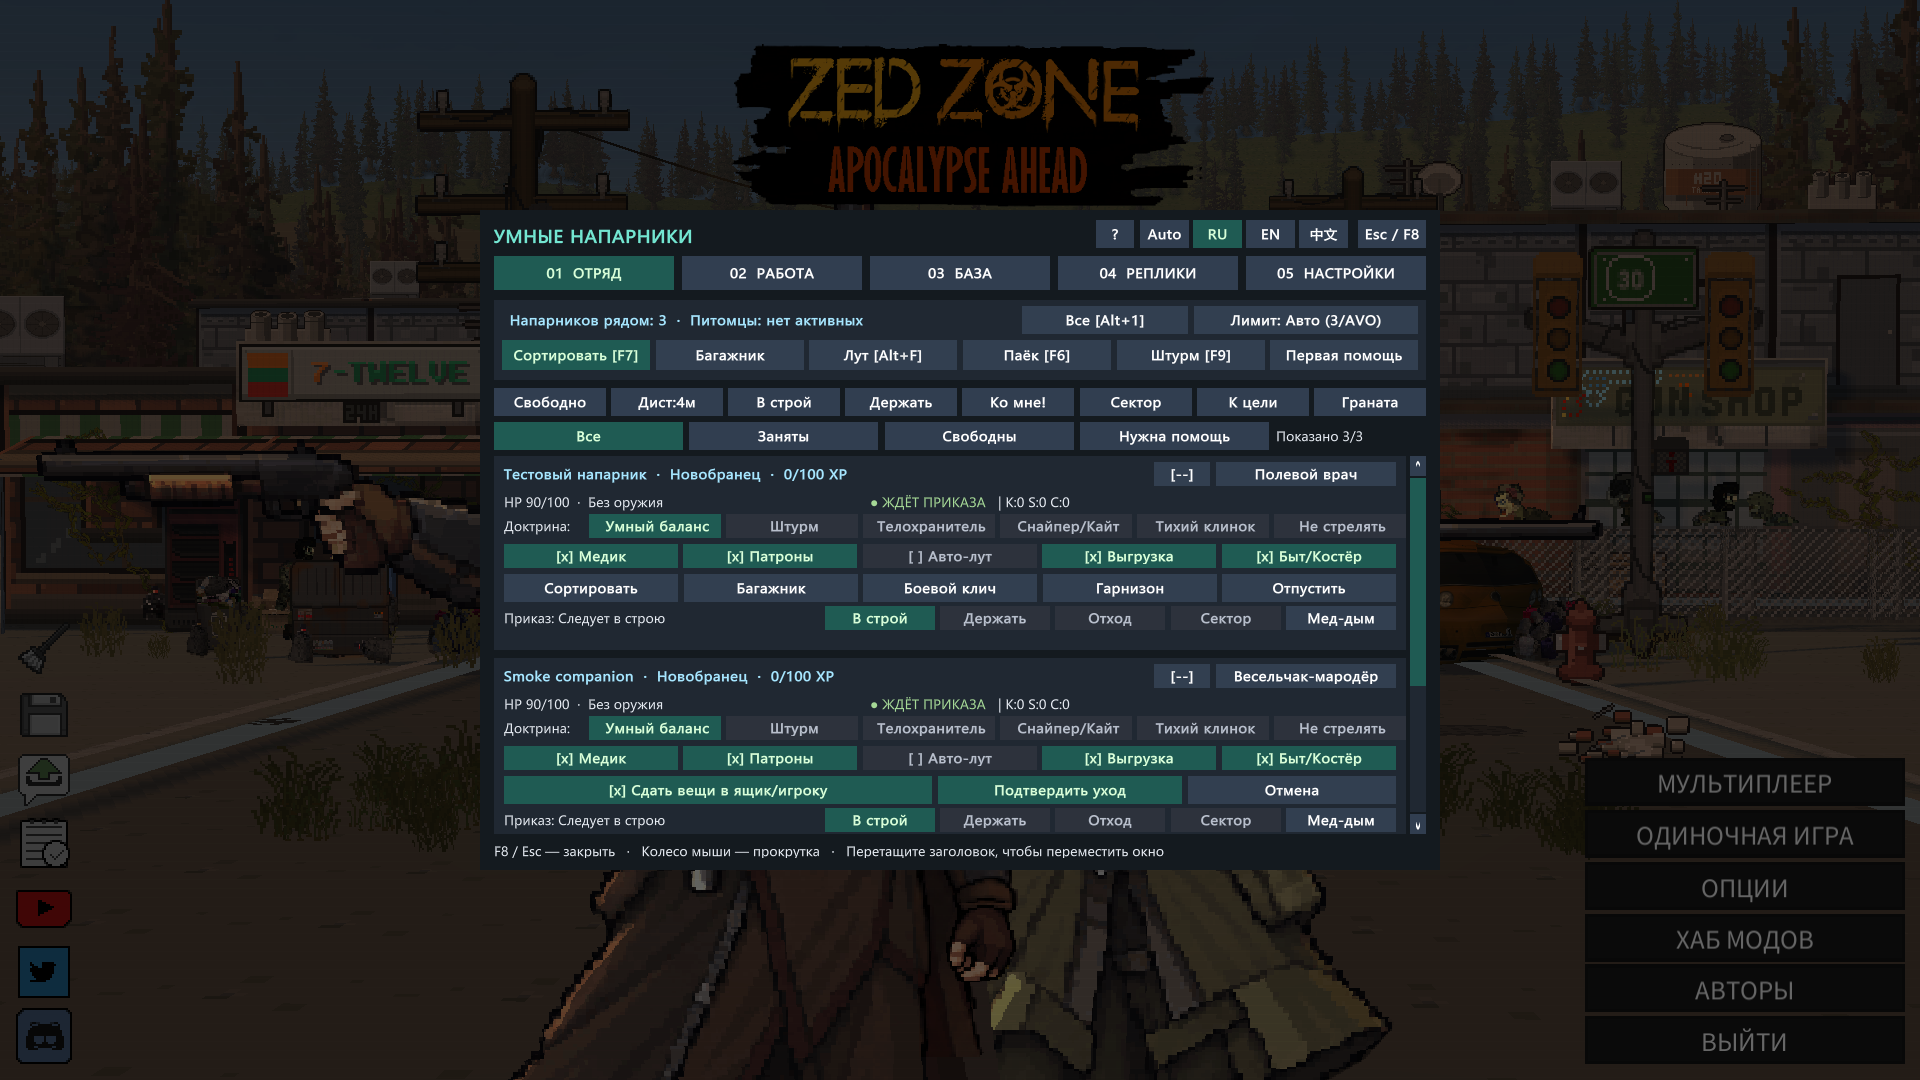 ZED ZONE
APOCALYPSE AHEAD
УМНЫЕ НАПАРНИКИ
? Auto RU EN 中文 Esc / F8
01 ОТРЯД 02 РАБОТА 03 БАЗА 04 РЕПЛИКИ 05 НАСТРОЙКИ
Напарников рядом: 3 · Питомцы: нет активных Все [Alt+1] Лимит: Авто (3/AVO)
Сортировать [F7] Багажник Лут [Alt+F] Паёк [F6] Штурм [F9] Первая помощь
Свободно Дист:4м В строй Держать Ко мне! Сектор К цели Граната
Все Заняты Свободны Нужна помощь Показано 3/3
Тестовый напарник · Новобранец · 0/100 XP [--] Полевой врач
HP 90/100 · Без оружия ● ЖДЁТ ПРИКАЗА | К:0 S:0 C:0
Доктрина: Умный баланс Штурм Телохранитель Снайпер/Кайт Тихий клинок Не стрелять
[x] Медик [x] Патроны [ ] Авто-лут [x] Выгрузка [x] Быт/Костёр
Сортировать Багажник Боевой клич Гарнизон Отпустить
Приказ: Следует в строю В строй Держать Отход Сектор Мед-дым
Smoke companion · Новобранец · 0/100 XP [--] Весельчак-мародёр
HP 90/100 · Без оружия ● ЖДЁТ ПРИКАЗА | К:0 S:0 C:0
Доктрина: Умный баланс Штурм Телохранитель Снайпер/Кайт Тихий клинок Не стрелять
[x] Медик [x] Патроны [ ] Авто-лут [x] Выгрузка [x] Быт/Костёр
[x] Сдать вещи в ящик/игроку Подтвердить уход Отмена
Приказ: Следует в строю В строй Держать Отход Сектор Мед-дым
F8 / Esc — закрыть · Колесо мыши — прокрутка · Перетащите заголовок, чтобы переместить окно
7-TWELVE
24H
H2O
30
GUN SHOP
МУЛЬТИПЛЕЕР
ОДИНОЧНАЯ ИГРА
ОПЦИИ
ХАБ МОДОВ
АВТОРЫ
ВЫЙТИ